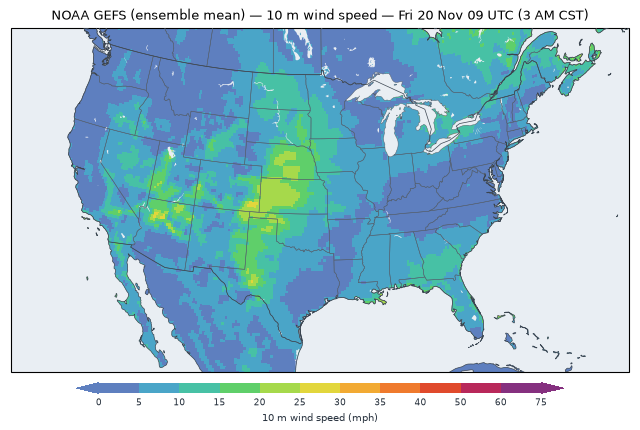 NOAA GEFS (ensemble mean) — 10 m wind speed — Fri 20 Nov 09 UTC (3 AM CST)
0 5 10 15 20 25 30 35 40 50 60 75
10 m wind speed (mph)